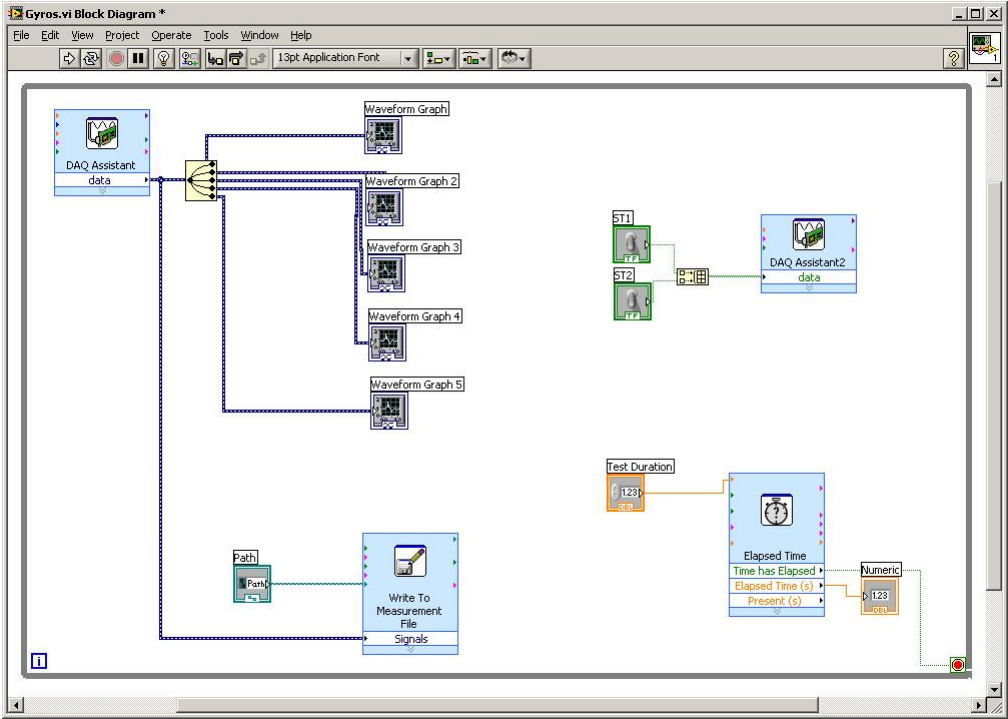 Gyros.vi Block Diagram *
File Edit View Project Operate Tools Window Help
13pt Application Font
?
1
Waveform Graph
DAQ Assistant
data
Waveform Graph 2
Waveform Graph 3
Waveform Graph 4
Waveform Graph 5
ST1
TF
ST2
TF
DAQ Assistant2
data
Test Duration
1.23
DBL
?
Elapsed Time
Time has Elapsed
Elapsed Time (s)
Present (s)
Numeric
1.23
DBL
Path
Path
Write To
Measurement
File
Signals
i